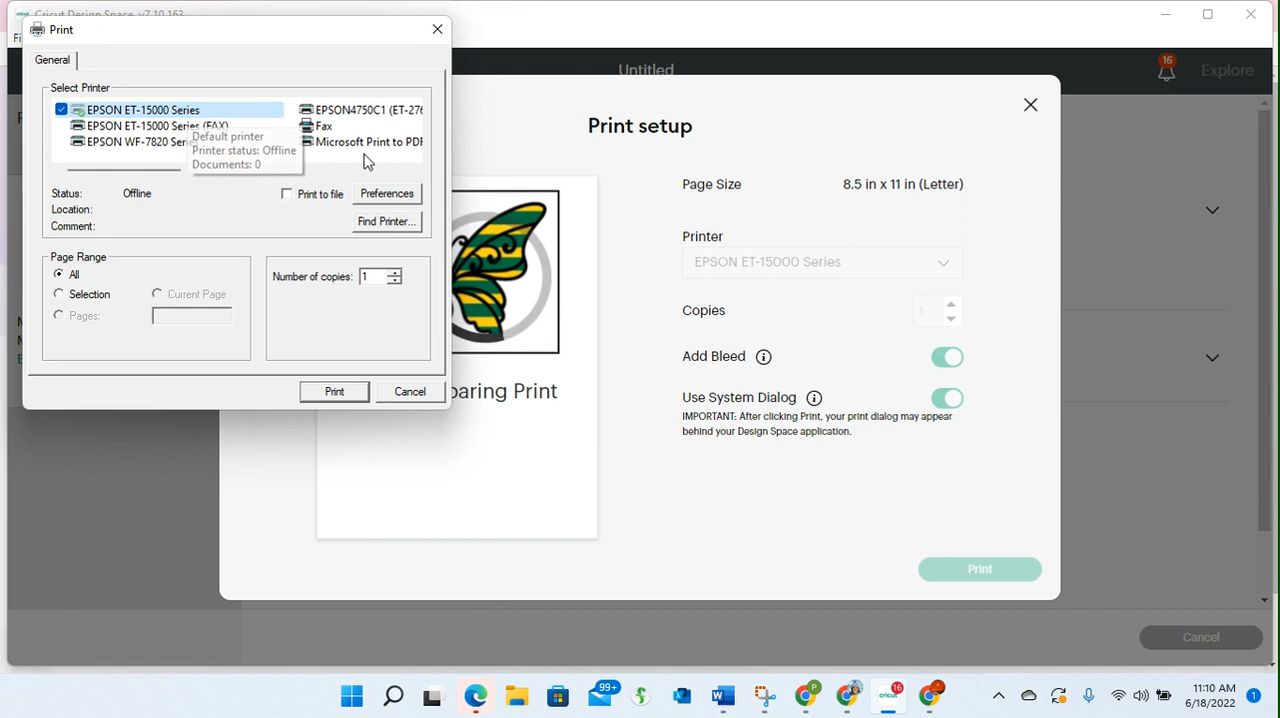 Cricut Design Space v7.10.163
Print
General
Select Printer
EPSON ET-15000 Series
EPSON ET-15000 Series (FAX)
EPSON WF-7820 Seri
EPSON4750C1 (ET-276
Fax
Microsoft Print to PDF
Default printer
Printer status: Offline
Documents: 0
Status: Offline
Location:
Comment:
Print to file
Preferences
Find Printer...
Page Range
All
Selection
Current Page
Pages:
Number of copies: 1
Print
Cancel
Untitled
16
Explore
Print setup
paring Print
Page Size 8.5 in x 11 in (Letter)
Printer
EPSON ET-15000 Series
Copies 1
Add Bleed
Use System Dialog
IMPORTANT: After clicking Print, your print dialog may appear
behind your Design Space application.
Print
Cancel
99+
P
cricut
16
11:10 AM
6/18/2022
1